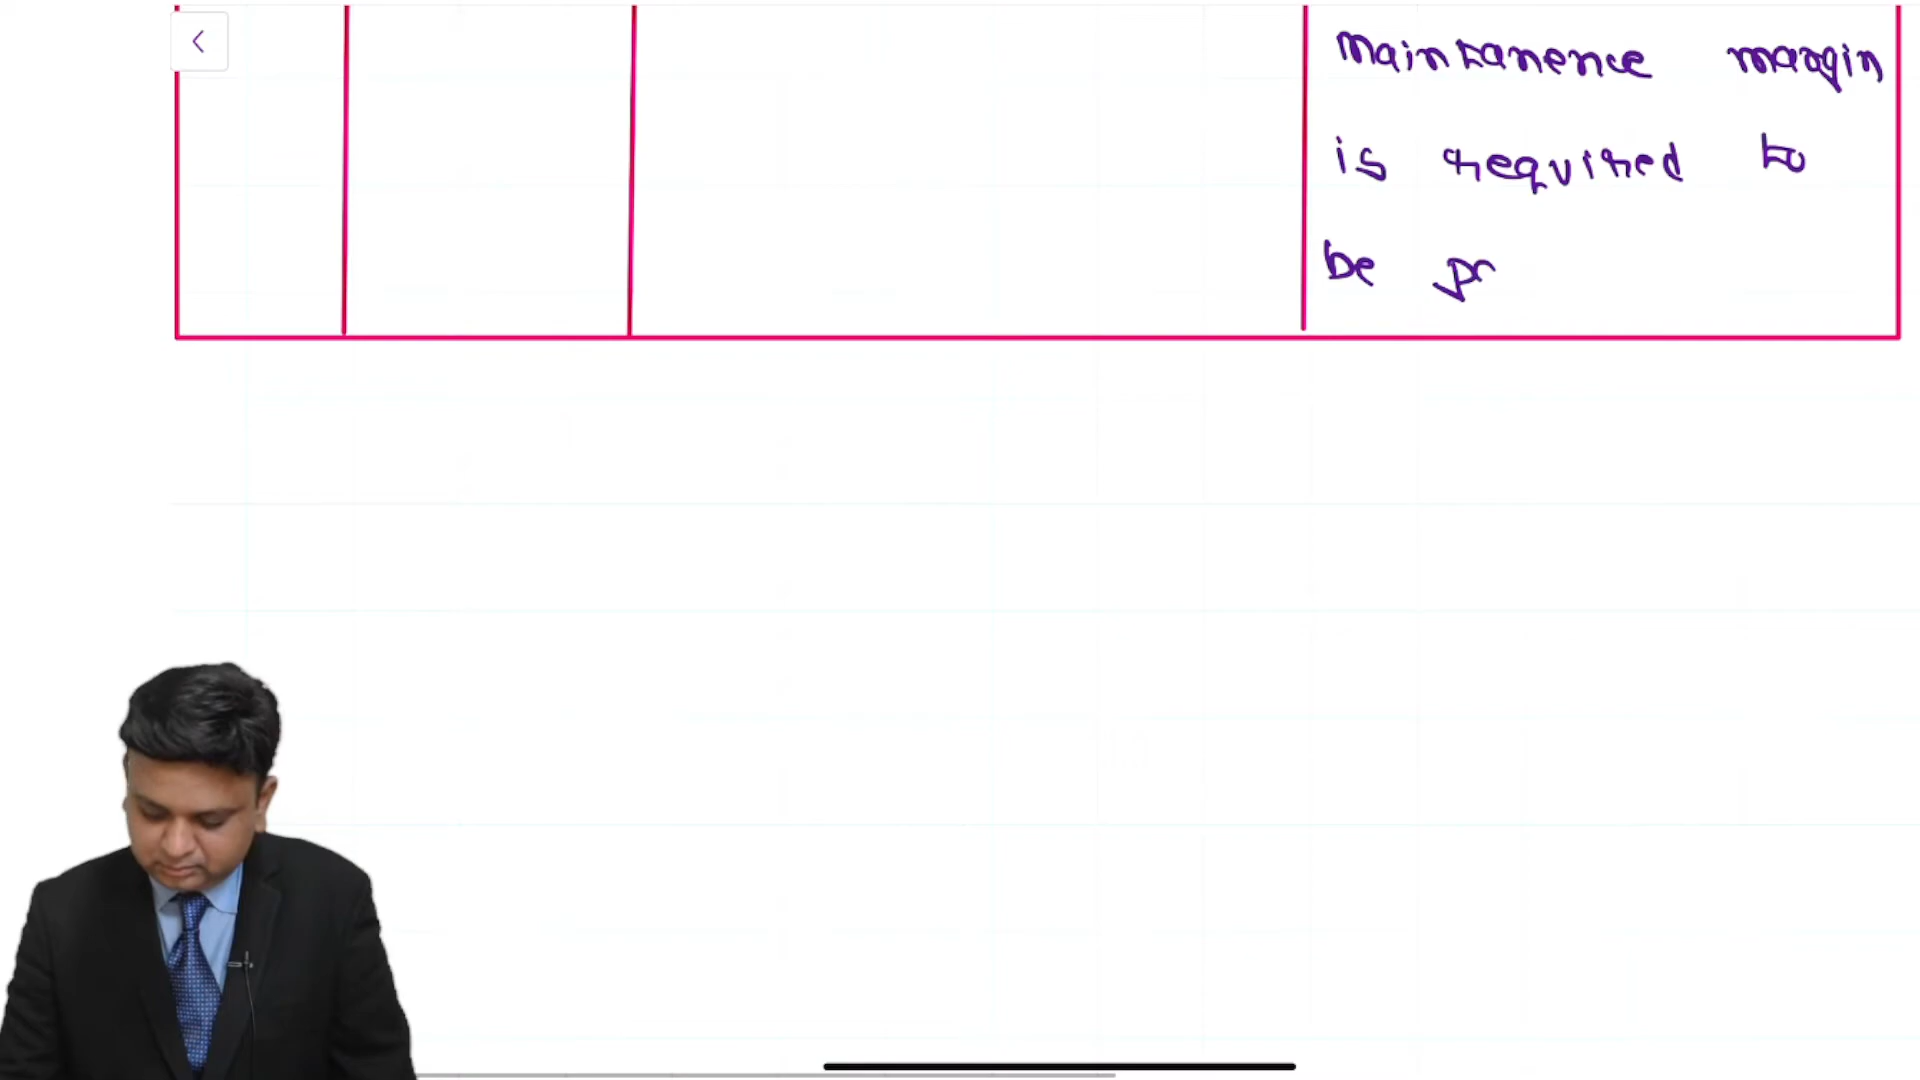 maintanence margin
is required to
be